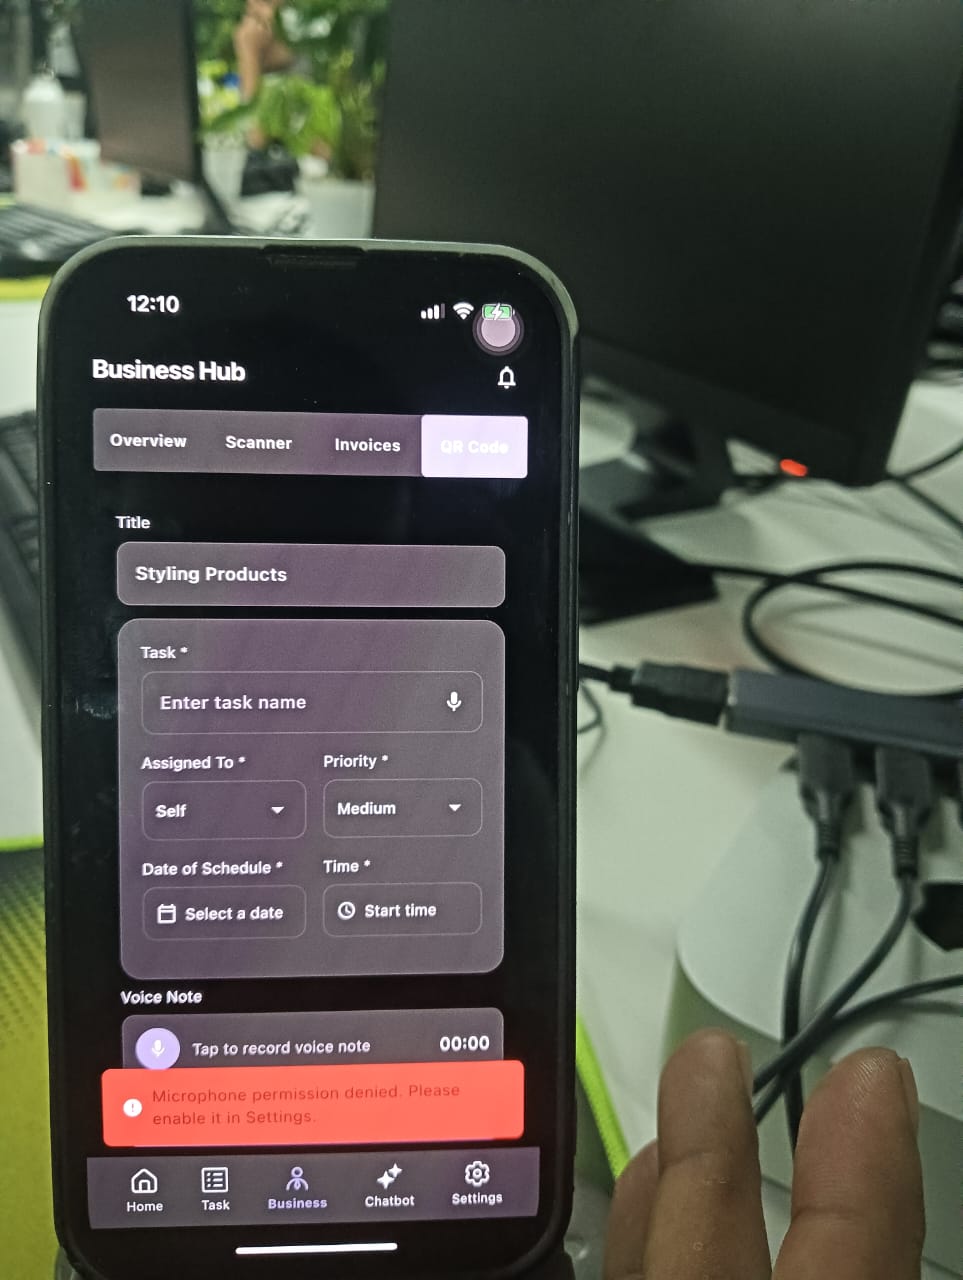 12:10
Business Hub
Overview Scanner Invoices QR Code
Title
Styling Products
Task *
Enter task name
Assigned To * Priority *
Self Medium
Date of Schedule * Time *
Select a date Start time
Voice Note
Tap to record voice note 00:00
Microphone permission denied. Please
enable it in Settings.
Home Task Business Chatbot Settings